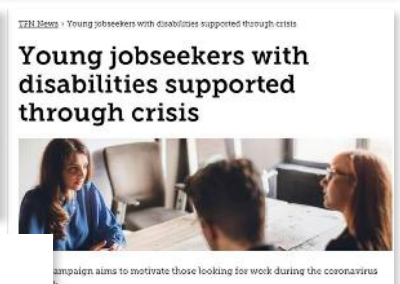 TFN News › Young jobseekers with disabilities supported through crisis
Young jobseekers with
disabilities supported
through crisis
ampaign aims to motivate those looking for work during the coronavirus